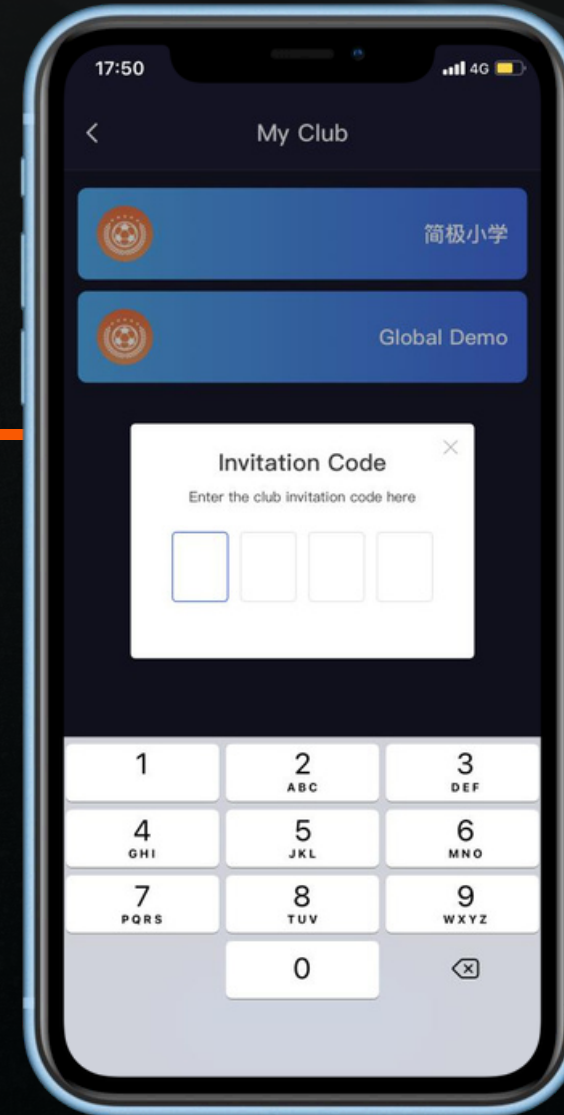 17:50
4G
My Club
简极小学
Global Demo
Invitation Code
Enter the club invitation code here
1
2
ABC
3
DEF
4
GHI
5
JKL
6
MNO
7
PQRS
8
TUV
9
WXYZ
0